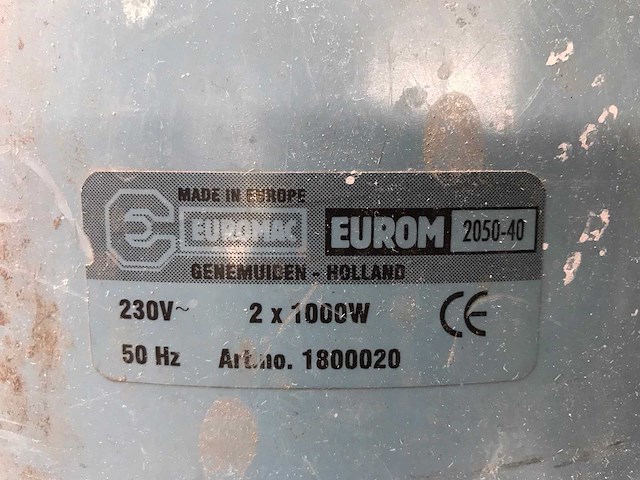 MADE IN EUROPE
EUROMAC EUROM 2050-40
GENEMUIDEN - HOLLAND
230V~ 2 x 1000W CE
50 Hz Art.no. 1800020